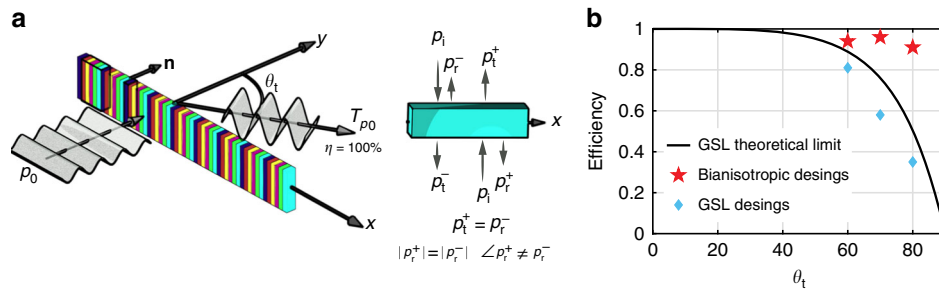 a
y
n
θt
Tp0
η = 100%
p0
x
pi
pr−
pt+
x
pt−
pi
pr+
pt+ = pr−
|pr+| = |pr−| ∠pr+ ≠ pr−
b
1
0.8
0.6
0.4
0.2
0
Efficiency
GSL theoretical limit
Bianisotropic desings
GSL desings
0 20 40 60 80
θt